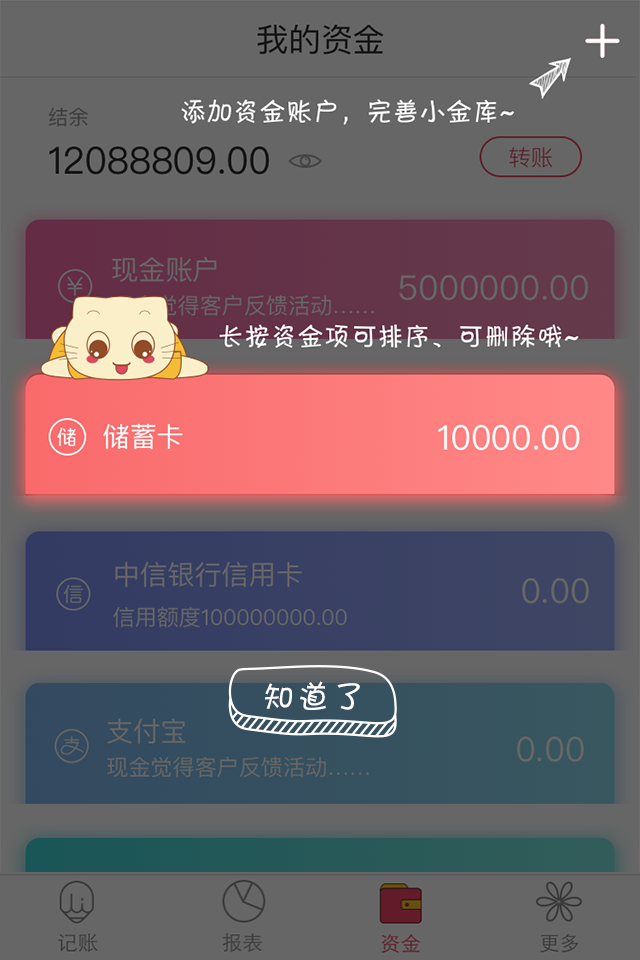 我的资金
添加资金账户，完善小金库~
结余
12088809.00
转账
现金账户
5000000.00
觉得客户反馈活动......
长按资金项可排序、可删除哦~
储
储蓄卡
10000.00
信
中信银行信用卡
0.00
信用额度100000000.00
知道了
支
支付宝
0.00
现金觉得客户反馈活动......
记账
报表
资金
更多